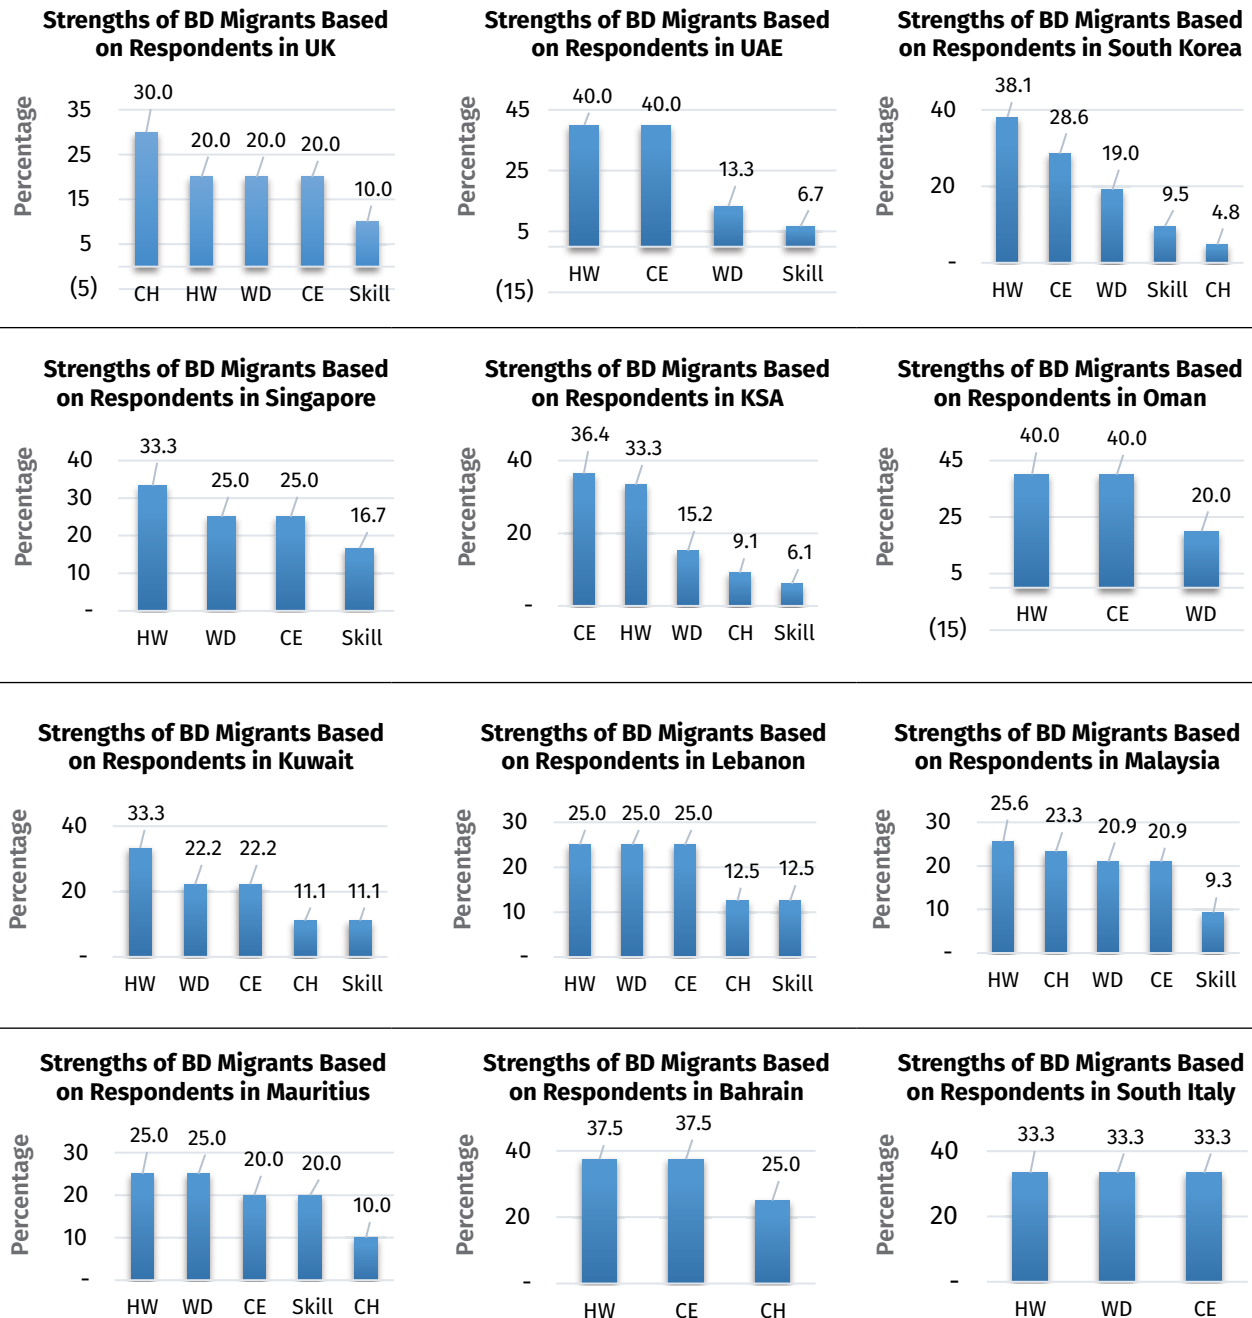 Strengths of BD Migrants Based
on Respondents in UK
Percentage
35
25
15
5
(5)
30.0
20.0
20.0
20.0
10.0
CH
HW
WD
CE
Skill
Strengths of BD Migrants Based
on Respondents in UAE
Percentage
45
25
5
(15)
40.0
40.0
13.3
6.7
HW
CE
WD
Skill
Strengths of BD Migrants Based
on Respondents in South Korea
Percentage
40
20
-
38.1
28.6
19.0
9.5
4.8
HW
CE
WD
Skill
CH
Strengths of BD Migrants Based
on Respondents in Singapore
Percentage
40
30
20
10
-
33.3
25.0
25.0
16.7
HW
WD
CE
Skill
Strengths of BD Migrants Based
on Respondents in KSA
Percentage
40
20
-
36.4
33.3
15.2
9.1
6.1
CE
HW
WD
CH
Skill
Strengths of BD Migrants Based
on Respondents in Oman
Percentage
45
25
5
(15)
40.0
40.0
20.0
HW
CE
WD
Strengths of BD Migrants Based
on Respondents in Kuwait
Percentage
40
20
-
33.3
22.2
22.2
11.1
11.1
HW
WD
CE
CH
Skill
Strengths of BD Migrants Based
on Respondents in Lebanon
Percentage
30
20
10
-
25.0
25.0
25.0
12.5
12.5
HW
WD
CE
CH
Skill
Strengths of BD Migrants Based
on Respondents in Malaysia
Percentage
30
20
10
-
25.6
23.3
20.9
20.9
9.3
HW
CH
WD
CE
Skill
Strengths of BD Migrants Based
on Respondents in Mauritius
Percentage
30
20
10
-
25.0
25.0
20.0
20.0
10.0
HW
WD
CE
Skill
CH
Strengths of BD Migrants Based
on Respondents in Bahrain
Percentage
40
20
-
37.5
37.5
25.0
HW
CE
CH
Strengths of BD Migrants Based
on Respondents in South Italy
Percentage
40
20
-
33.3
33.3
33.3
HW
WD
CE